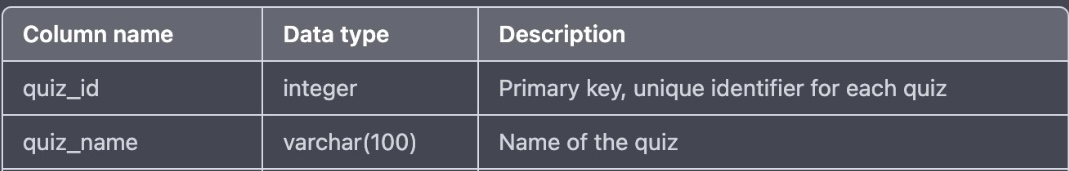 Column name Data type Description
quiz_id integer Primary key, unique identifier for each quiz
quiz_name varchar(100) Name of the quiz